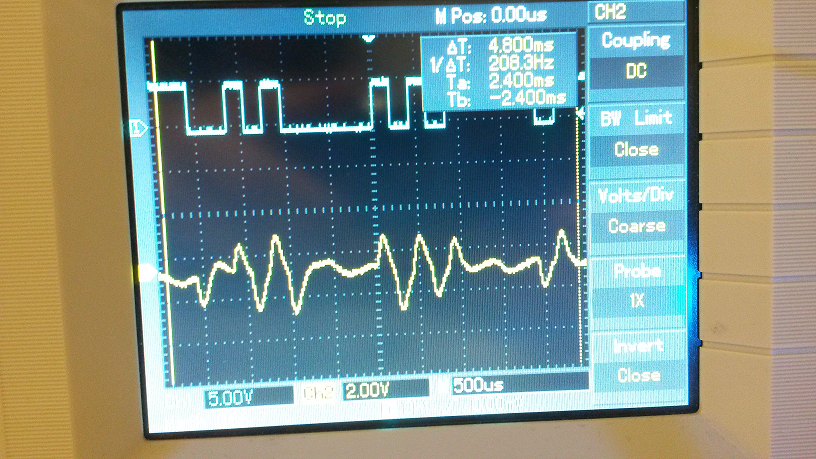 Stop
M Pos: 0.00us
CH2
ΔT: 4.800ms
1/ΔT: 208.3Hz
Ta: 2.400ms
Tb: -2.400ms
Coupling
DC
BW Limit
Close
Volts/Div
Coarse
Probe
1X
Invert
Close
1
5.00V
CH2
2.00V
500us